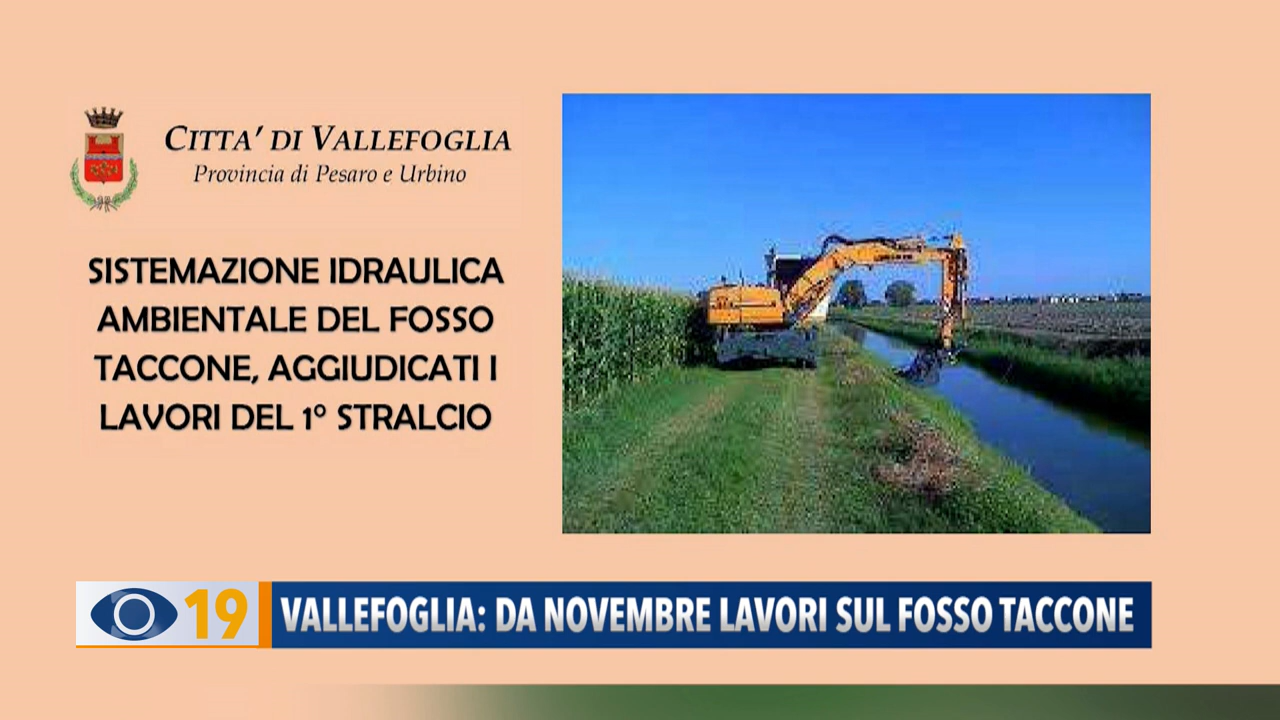 CITTA' DI VALLEFOGLIA
Provincia di Pesaro e Urbino
SISTEMAZIONE IDRAULICA
AMBIENTALE DEL FOSSO
TACCONE, AGGIUDICATI I
LAVORI DEL 1° STRALCIO
19
VALLEFOGLIA: DA NOVEMBRE LAVORI SUL FOSSO TACCONE